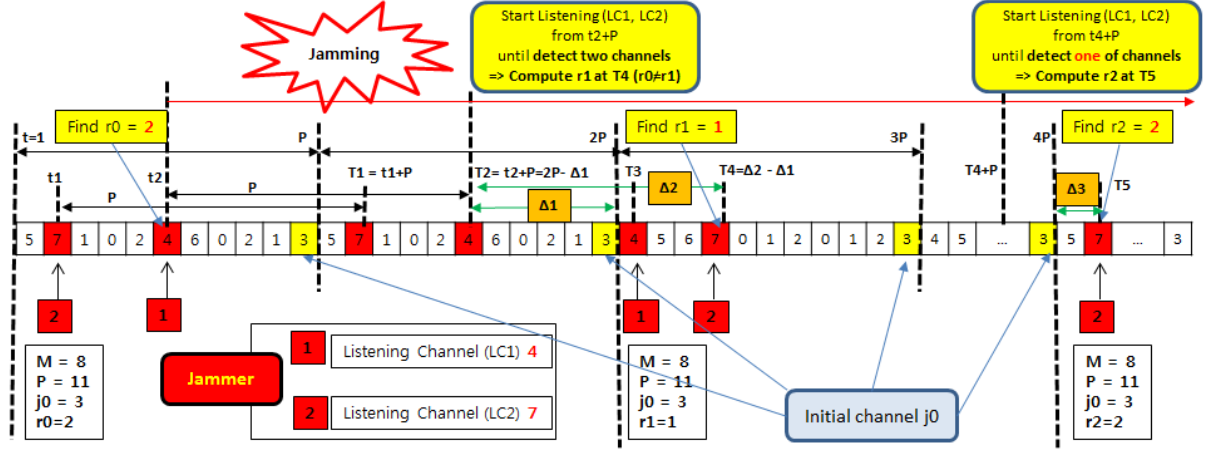 Jamming
Start Listening (LC1, LC2)
from t2+P
until detect two channels
=> Compute r1 at T4 (r0≠r1)
Start Listening (LC1, LC2)
from t4+P
until detect one of channels
=> Compute r2 at T5
Find r0 = 2
Find r1 = 1
Find r2 = 2
t=1
P
2P
3P
4P
t1
t2
T1 = t1+P
T2= t2+P=2P- Δ1
T3
T4=Δ2 - Δ1
T4+P
T5
P
P
Δ1
Δ2
Δ3
5 7 1 0 2 4 6 0 2 1 3 5 7 1 0 2 4 6 0 2 1 3 4 5 6 7 0 1 2 0 1 2 3 4 5 ... 3 5 7 ... 3
2
1
1
2
2
M = 8
P = 11
j0 = 3
r0=2
Jammer
1
Listening Channel (LC1) 4
2
Listening Channel (LC2) 7
M = 8
P = 11
j0 = 3
r1=1
Initial channel j0
M = 8
P = 11
j0 = 3
r2=2